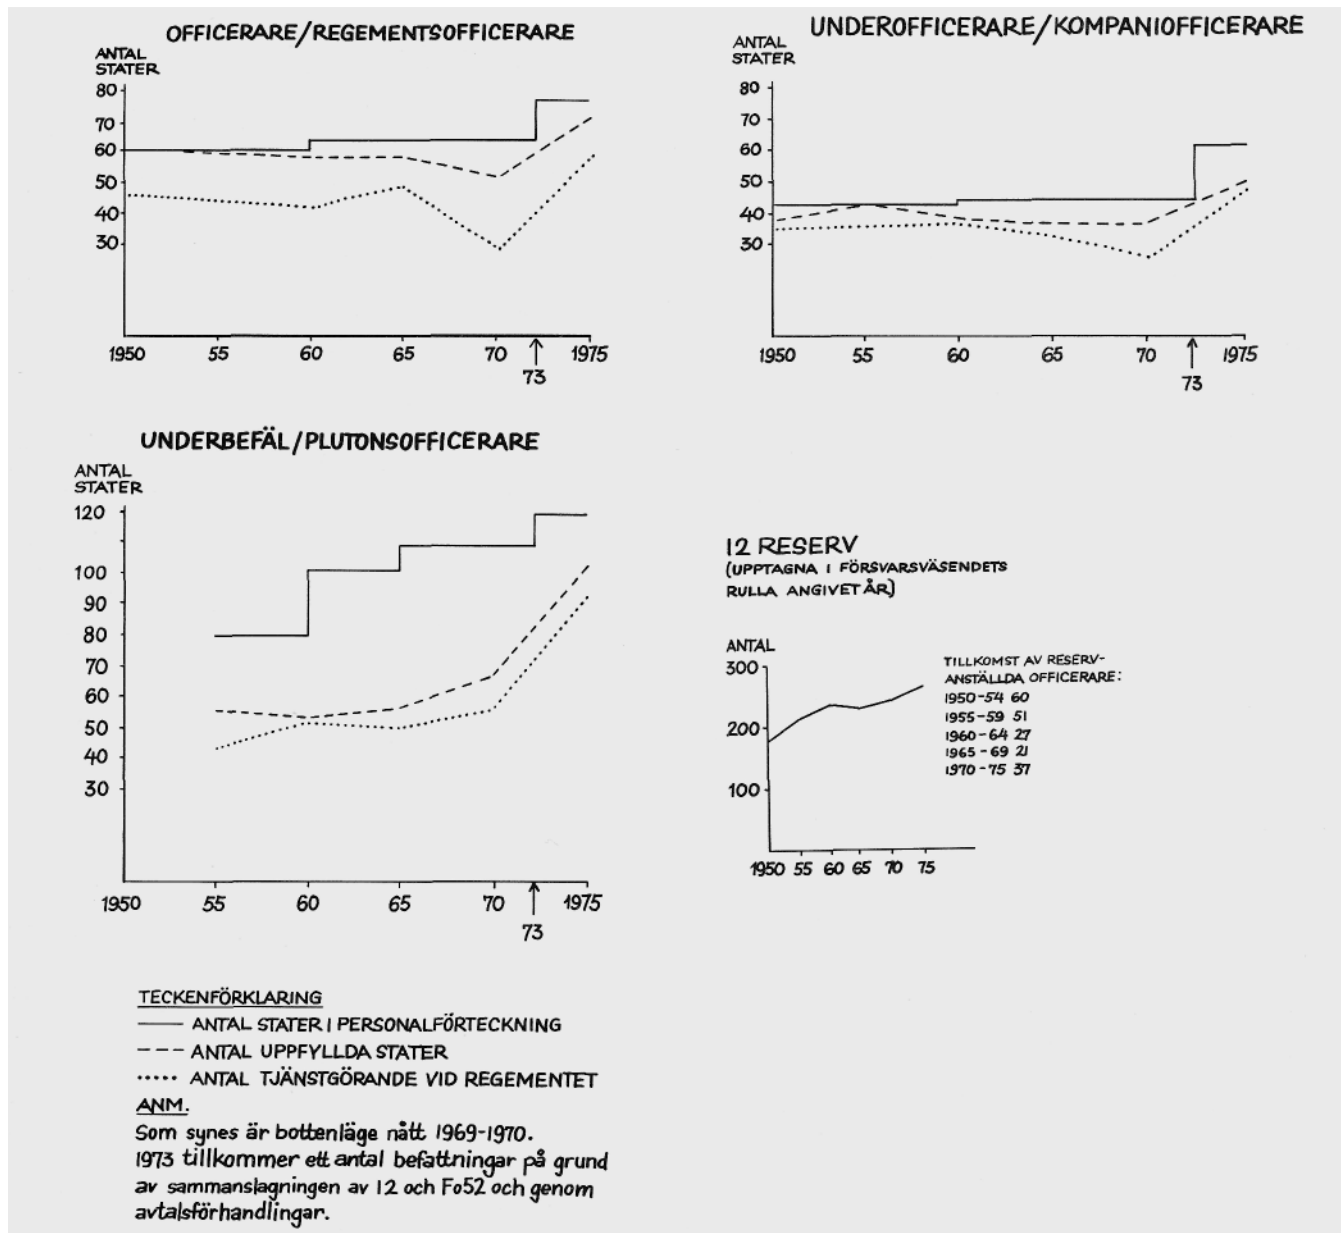 OFFICERARE/REGEMENTSOFFICERARE
ANTAL
STATER
80
70
60
50
40
30
1950 55 60 65 70 1975
73
UNDEROFFICERARE/KOMPANIOFFICERARE
ANTAL
STATER
80
70
60
50
40
30
1950 55 60 65 70 1975
73
UNDERBEFÄL/PLUTONSOFFICERARE
ANTAL
STATER
120
100
90
80
70
60
50
40
30
1950 55 60 65 70 1975
73
12 RESERV
(UPPTAGNA I FÖRSVARSVÄSENDETS
RULLA ANGIVET ÅR)
ANTAL
300
200
100
1950 55 60 65 70 75
TILLKOMST AV RESERV-
ANSTÄLLDA OFFICERARE:
1950-54 60
1955-59 51
1960-64 27
1965-69 21
1970-75 37
TECKENFÖRKLARING
ANTAL STATER I PERSONALFÖRTECKNING
ANTAL UPPFYLLDA STATER
ANTAL TJÄNSTGÖRANDE VID REGEMENTET
ANM.
Som synes är bottenläge nått 1969-1970.
1973 tillkommer ett antal befattningar på grund
av sammanslagningen av I2 och Fo52 och genom
avtalsförhandlingar.